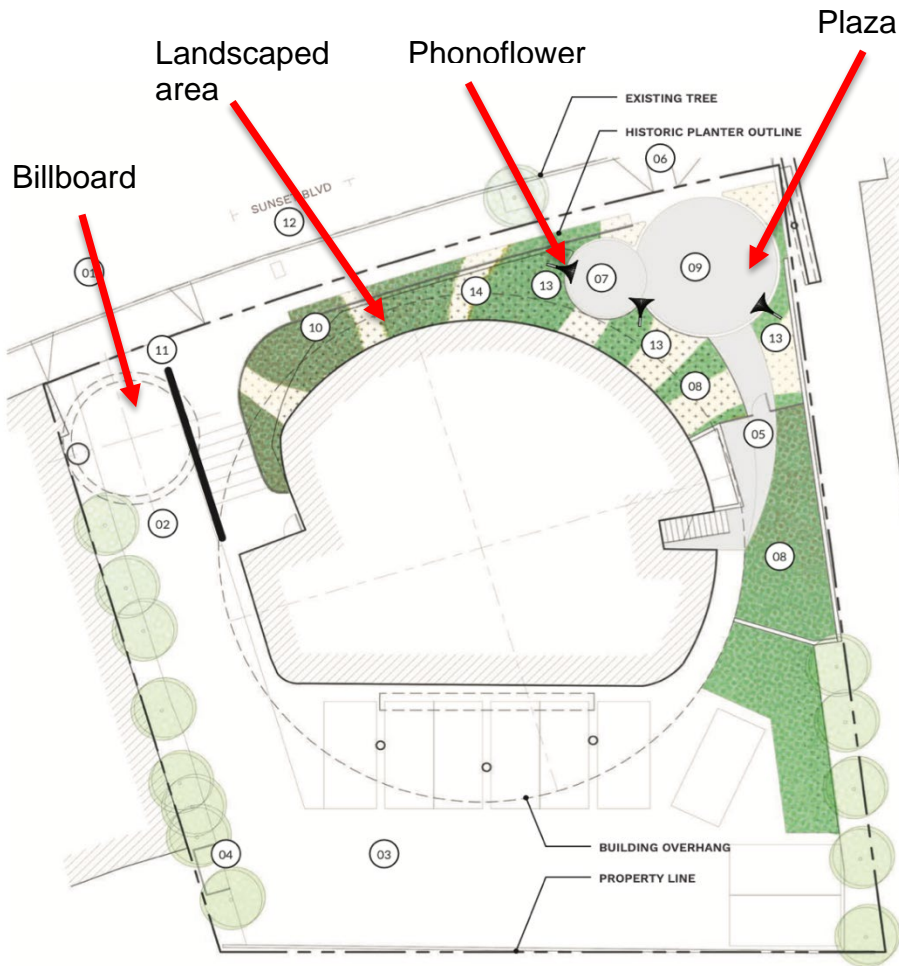 Plaza
Landscaped
area
Phonoflower
EXISTING TREE
HISTORIC PLANTER OUTLINE
Billboard
06
SUNSET BLVD
12
01
13
07
09
14
10
13
13
11
08
05
02
08
04
03
BUILDING OVERHANG
PROPERTY LINE